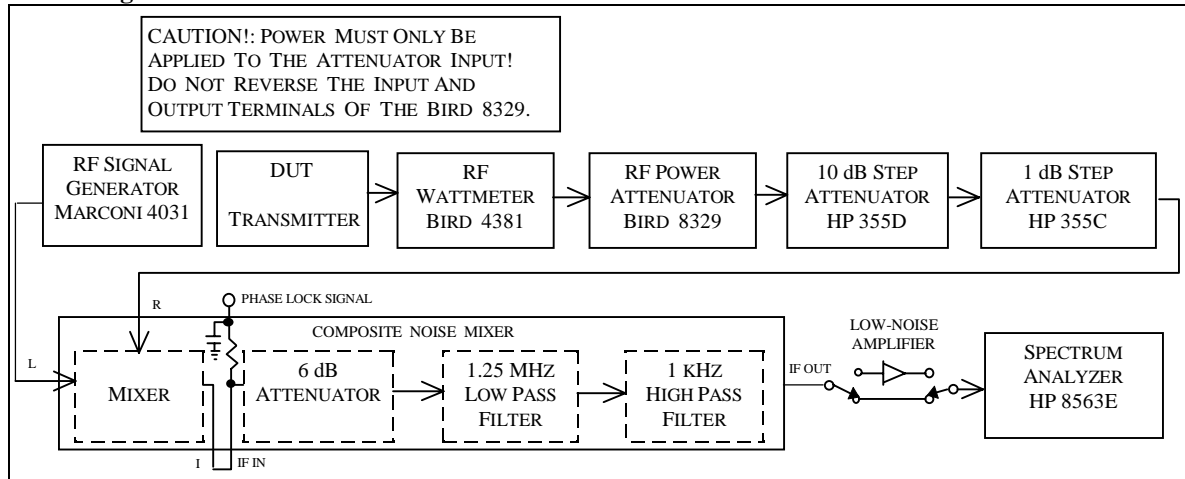 CAUTION!: POWER MUST ONLY BE
APPLIED TO THE ATTENUATOR INPUT!
DO NOT REVERSE THE INPUT AND
OUTPUT TERMINALS OF THE BIRD 8329.
RF SIGNAL
GENERATOR
MARCONI 4031
DUT
TRANSMITTER
RF
WATTMETER
BIRD 4381
RF POWER
ATTENUATOR
BIRD 8329
10 dB STEP
ATTENUATOR
HP 355D
1 dB STEP
ATTENUATOR
HP 355C
R
PHASE LOCK SIGNAL
COMPOSITE NOISE MIXER
L
MIXER
6 dB
ATTENUATOR
1.25 MHZ
LOW PASS
FILTER
1 KHZ
HIGH PASS
FILTER
IF OUT
LOW-NOISE
AMPLIFIER
SPECTRUM
ANALYZER
HP 8563E
I
IF IN